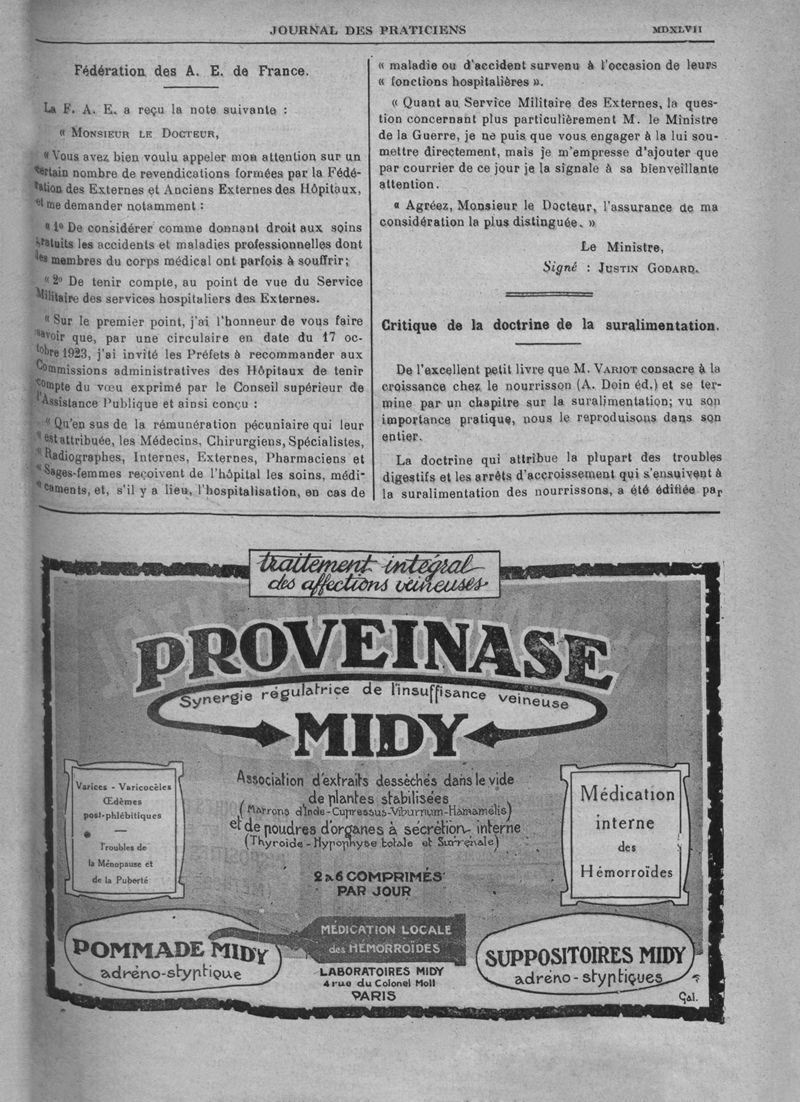 JOURNAL DES PRATICIENS
MDXLVII
Fédération des A. E. de France.
La F. A. E. a reçu la note suivante :
« MONSIEUR LE DOCTEUR,
« Vous avez bien voulu appeler mon attention sur un
certain nombre de revendications formées par la Fédé-
ration des Externes et Anciens Externes des Hôpitaux,
et me demander notamment :
« 1º De considérer comme donnant droit aux soins
gratuits les accidents et maladies professionnelles dont
les membres du corps médical ont parfois à souffrir;
« 2º De tenir compte, au point de vue du Service
Militaire des services hospitaliers des Externes.
« Sur le premier point, j'ai l'honneur de vous faire
savoir que, par une circulaire en date du 17 oc-
tobre 1923, j'ai invité les Préfets à recommander aux
Commissions administratives des Hôpitaux de tenir
compte du vœu exprimé par le Conseil supérieur de
l'Assistance Publique et ainsi conçu :
« Qu'en sus de la rémunération pécuniaire qui leur
« est attribuée, les Médecins, Chirurgiens, Spécialistes,
« Radiographes, Internes, Externes, Pharmaciens et
« Sages-femmes reçoivent de l'hôpital les soins, médi-
« caments, et, s'il y a lieu, l'hospitalisation, en cas de
« maladie ou d'accident survenu à l'occasion de leurs
« fonctions hospitalières ».
« Quant au Service Militaire des Externes, la ques-
tion concernant plus particulièrement M. le Ministre
de la Guerre, je ne puis que vous engager à la lui sou-
mettre directement, mais je m'empresse d'ajouter que
par courrier de ce jour je la signale à sa bienveillante
attention.
« Agréez, Monsieur le Docteur, l'assurance de ma
considération la plus distinguée. »
Le Ministre,
Signé : JUSTIN GODARD.
Critique de la doctrine de la suralimentation.
De l'excellent petit livre que M. VARIOT consacre à la
croissance chez le nourrisson (A. Doin éd.) et se ter-
mine par un chapitre sur la suralimentation; vu son
importance pratique, nous le reproduisons dans son
entier.
La doctrine qui attribue la plupart des troubles
digestifs et les arrêts d'accroissement qui s'ensuivent à
la suralimentation des nourrissons, a été édifiée par
traitement intégral
des affections veineuses
PROVEINASE
Synergie régulatrice de l'insuffisance veineuse
MIDY
Varices - Varicocèles
Œdèmes
post-phlébitiques
Troubles de
la Ménopause et
de la Puberté
Association d'extraits desséchés dans le vide
de plantes stabilisées
(Marrons d'Inde-Cupressus-Viburnum-Hamamelis)
et de poudres d'organes à sécrétion interne
(Thyroïde - Hypophyse totale et Surrénale)
2 à 6 COMPRIMÉS
PAR JOUR
Médication
interne
des
Hémorroïdes
POMMADE MIDY
adréno-styptique
MÉDICATION LOCALE
des HÉMORROÏDES
LABORATOIRES MIDY
4 rue du Colonel Moll
PARIS
SUPPOSITOIRES MIDY
adréno-styptiques
Gal.